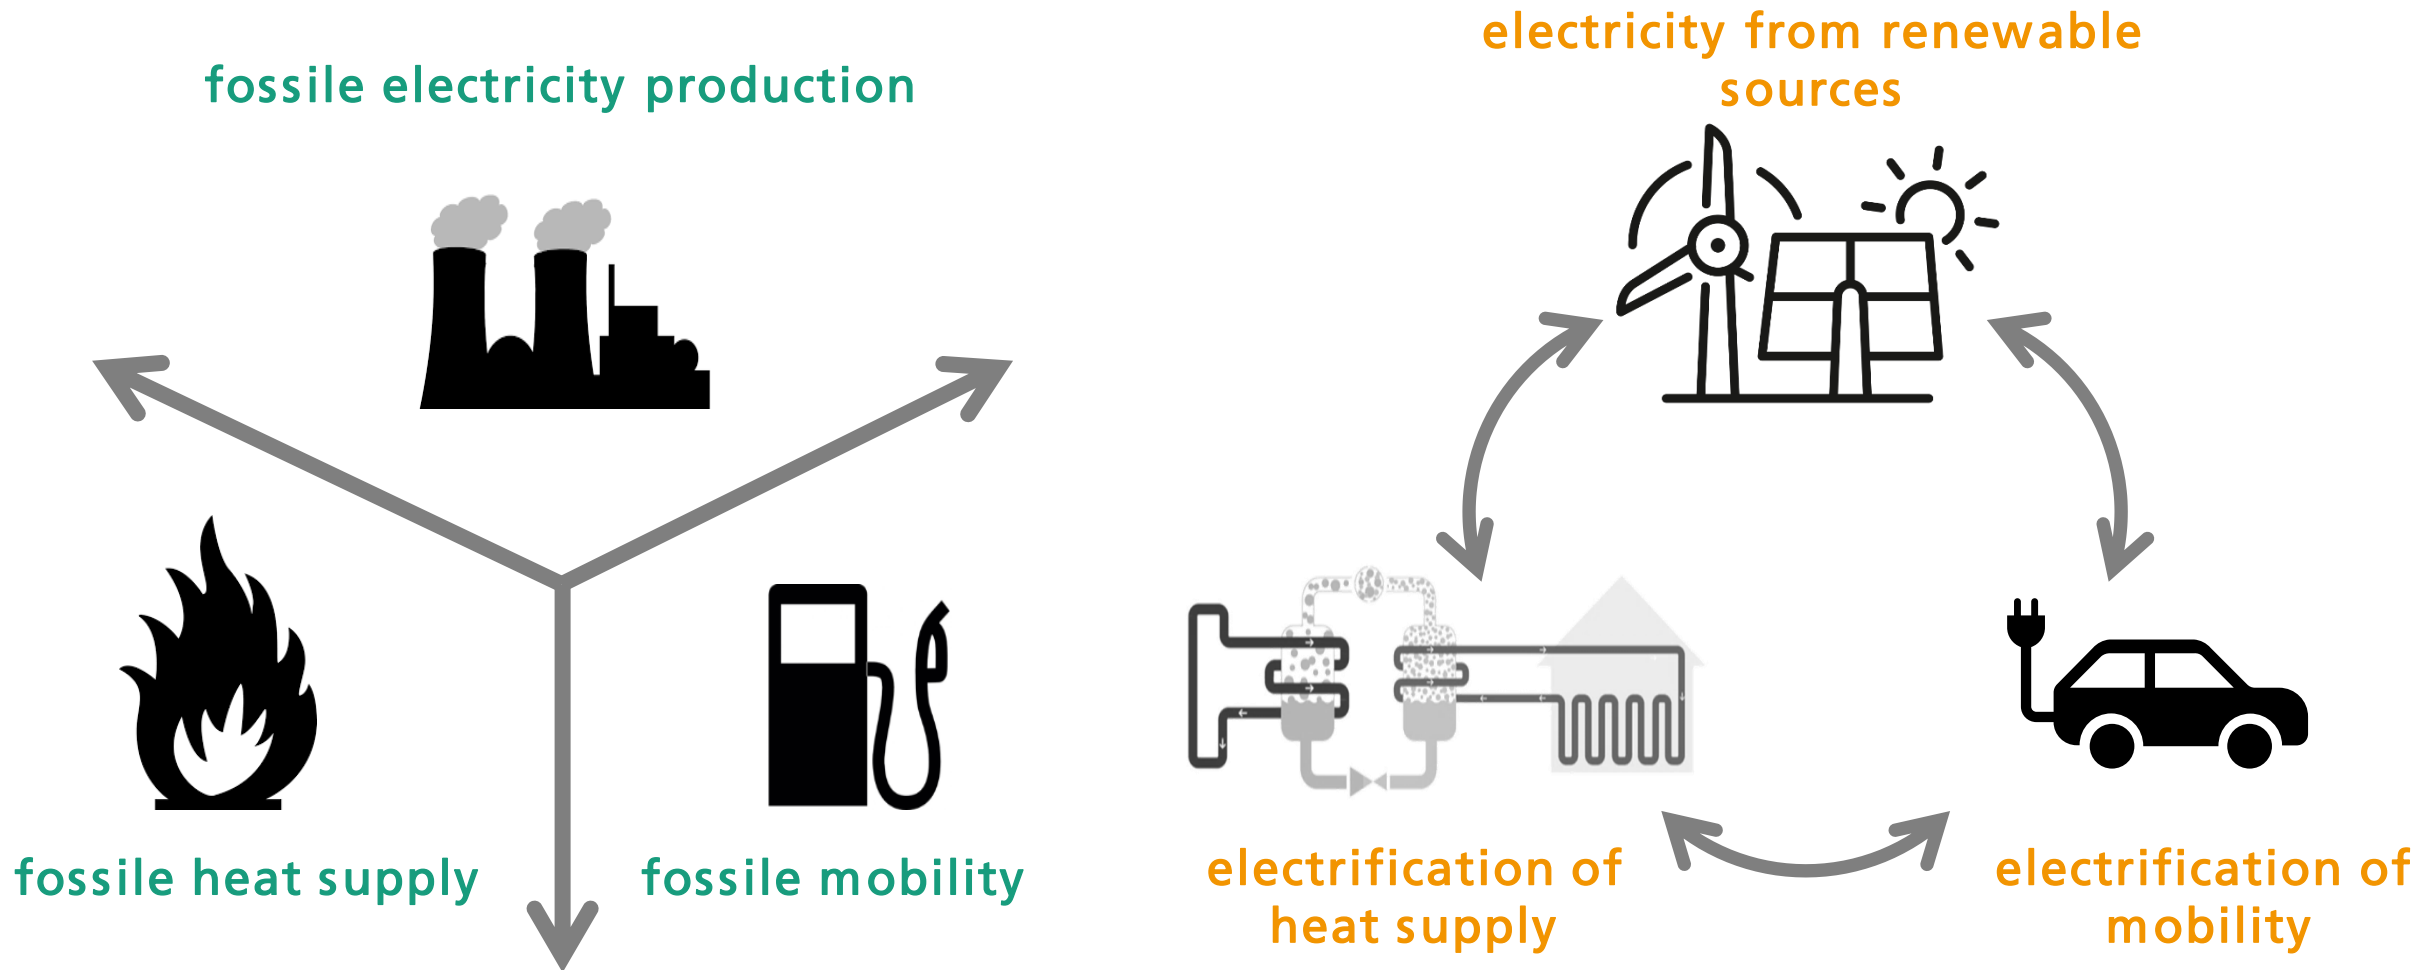 fossile electricity production
fossile heat supply
fossile mobility
electricity from renewable
sources
electrification of
heat supply
electrification of
mobility